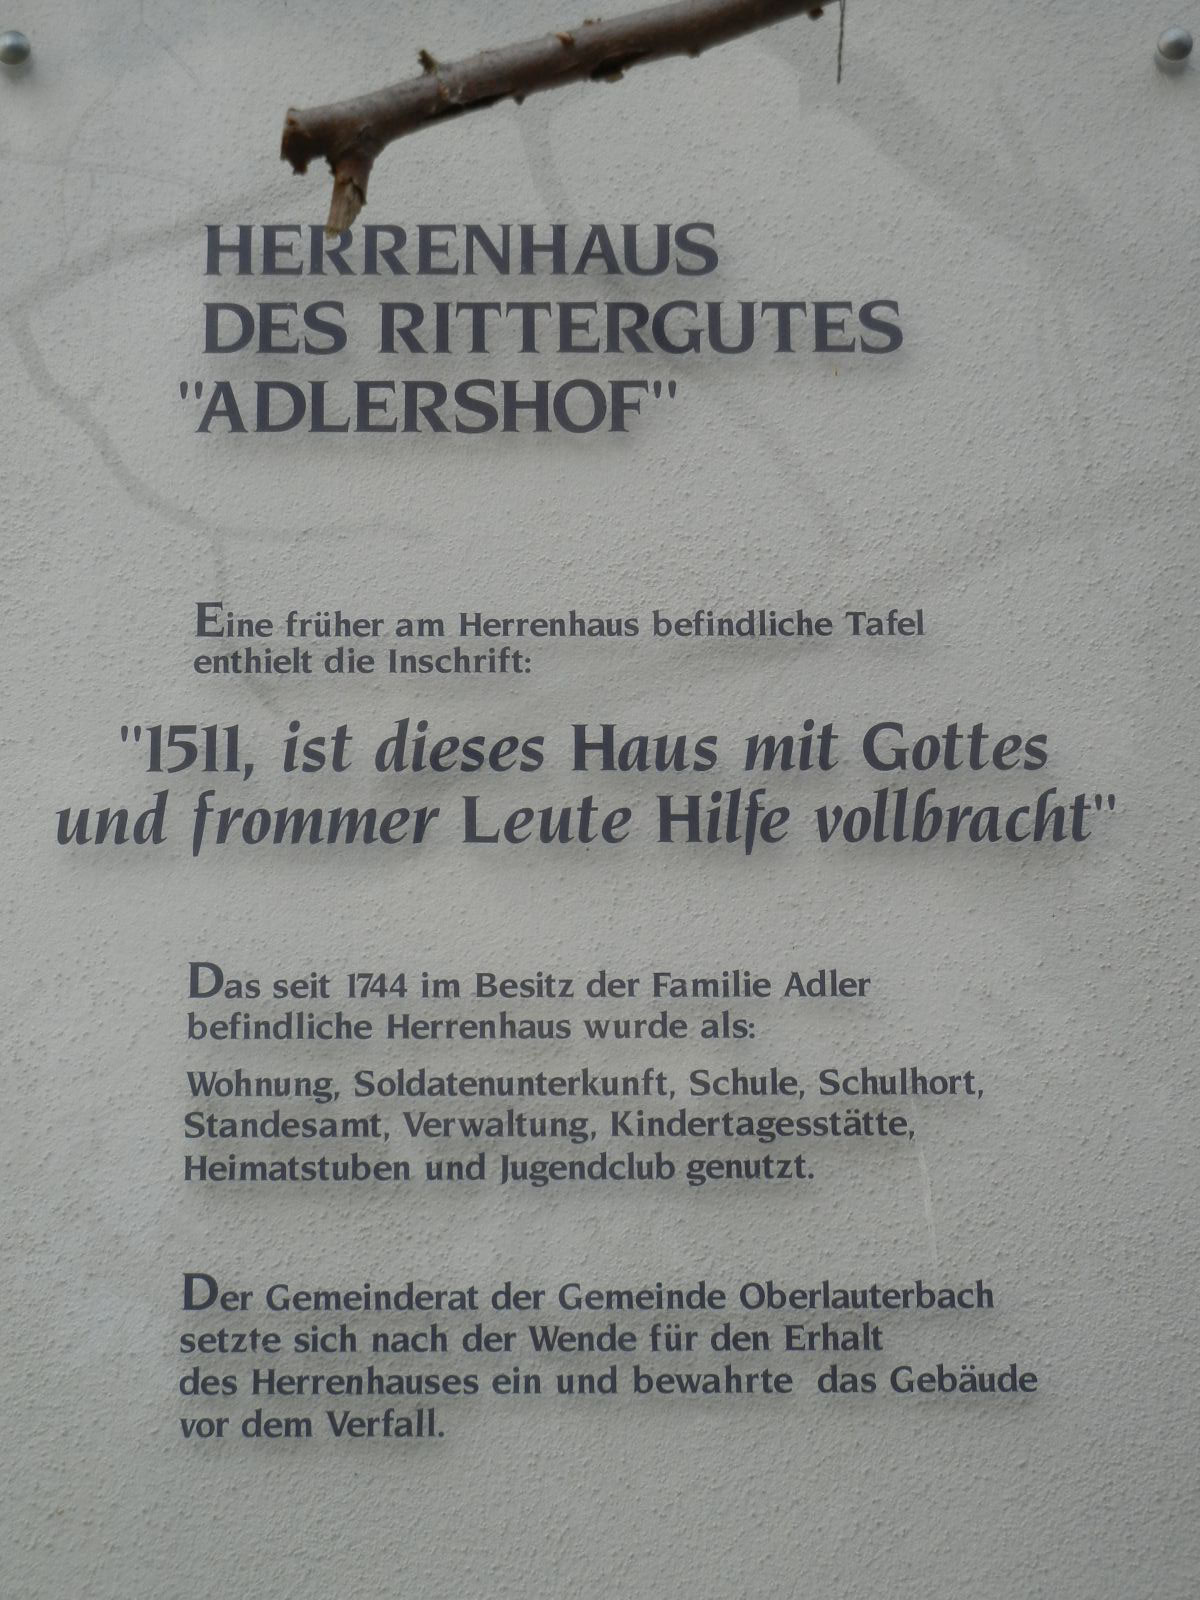 HERRENHAUS
DES RITTERGUTES
"ADLERSHOF"
Eine früher am Herrenhaus befindliche Tafel
enthielt die Inschrift:
"1511, ist dieses Haus mit Gottes
und frommer Leute Hilfe vollbracht"
Das seit 1744 im Besitz der Familie Adler
befindliche Herrenhaus wurde als:
Wohnung, Soldatenunterkunft, Schule, Schulhort,
Standesamt, Verwaltung, Kindertagesstätte,
Heimatstuben und Jugendclub genutzt.
Der Gemeinderat der Gemeinde Oberlauterbach
setzte sich nach der Wende für den Erhalt
des Herrenhauses ein und bewahrte das Gebäude
vor dem Verfall.